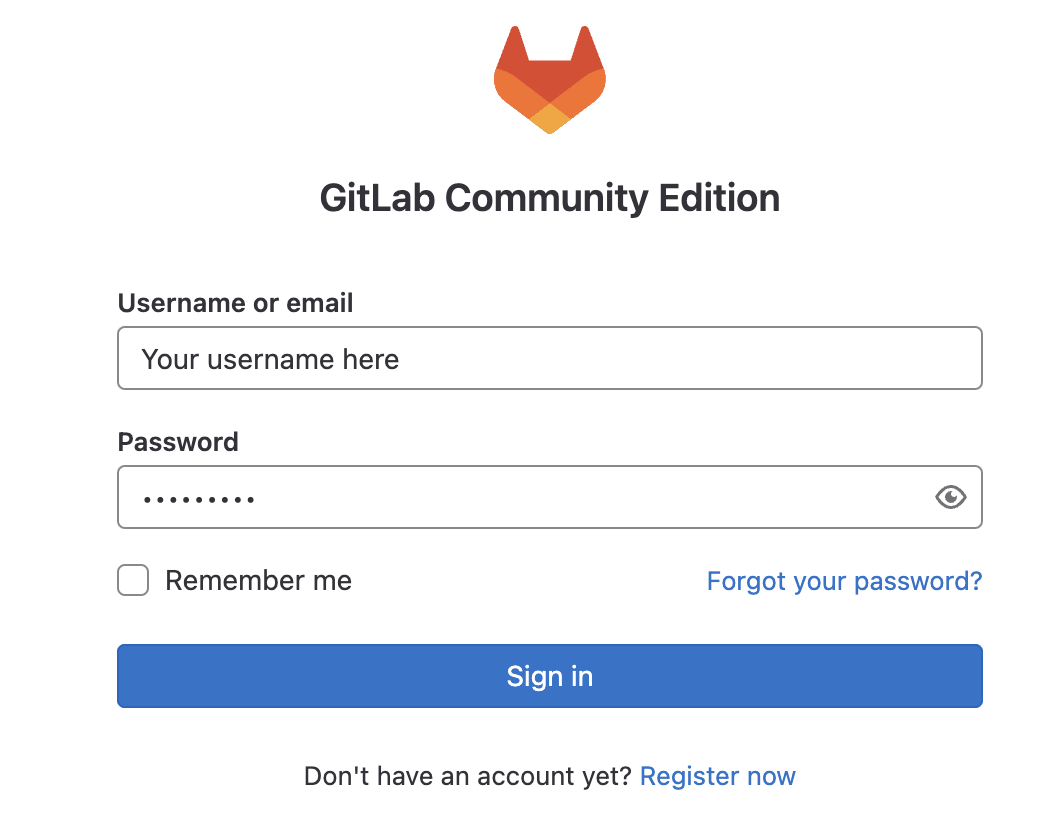 GitLab Community Edition
Username or email
Your username here
Password
•••••••••
Remember me
Forgot your password?
Sign in
Don't have an account yet? Register now